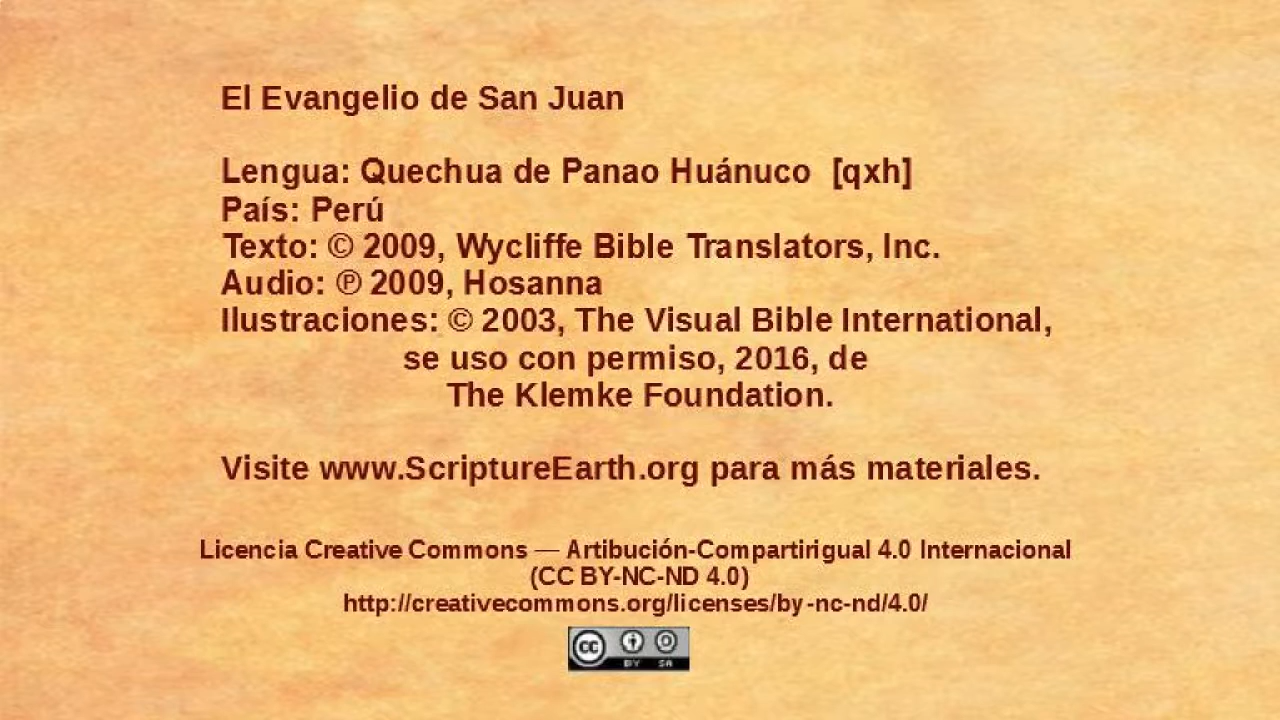 El Evangelio de San Juan
Lengua: Quechua de Panao Huánuco [qxh]
País: Perú
Texto: © 2009, Wycliffe Bible Translators, Inc.
Audio: ℗ 2009, Hosanna
Ilustraciones: © 2003, The Visual Bible International,
se uso con permiso, 2016, de
The Klemke Foundation.
Visite www.ScriptureEarth.org para más materiales.
Licencia Creative Commons — Artibución-Compartirigual 4.0 Internacional
(CC BY-NC-ND 4.0)
http://creativecommons.org/licenses/by-nc-nd/4.0/
cc BY SA